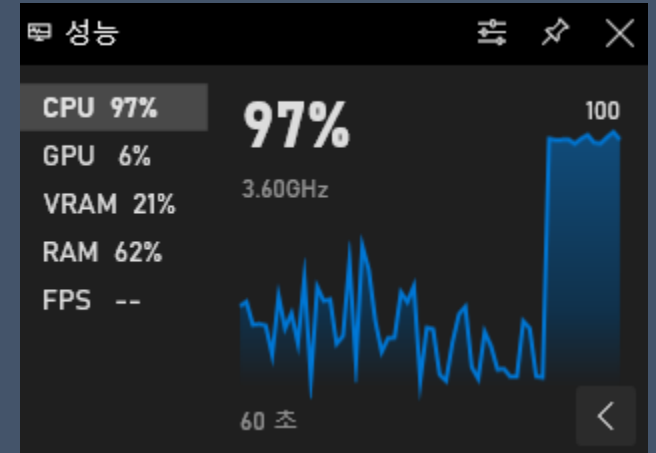 성능
CPU 97%
GPU 6%
VRAM 21%
RAM 62%
FPS --
97%
3.60GHz
100
60 초